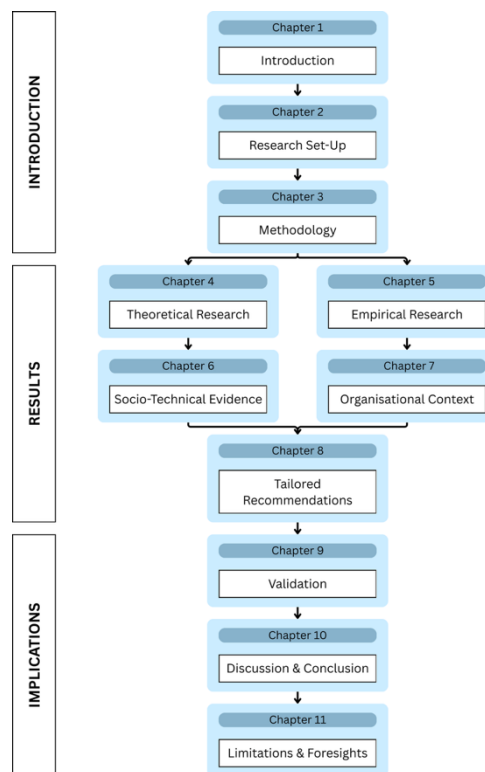 INTRODUCTION
Chapter 1
Introduction
Chapter 2
Research Set-Up
Chapter 3
Methodology
RESULTS
Chapter 4
Theoretical Research
Chapter 5
Empirical Research
Chapter 6
Socio-Technical Evidence
Chapter 7
Organisational Context
Chapter 8
Tailored
Recommendations
IMPLICATIONS
Chapter 9
Validation
Chapter 10
Discussion & Conclusion
Chapter 11
Limitations & Foresights